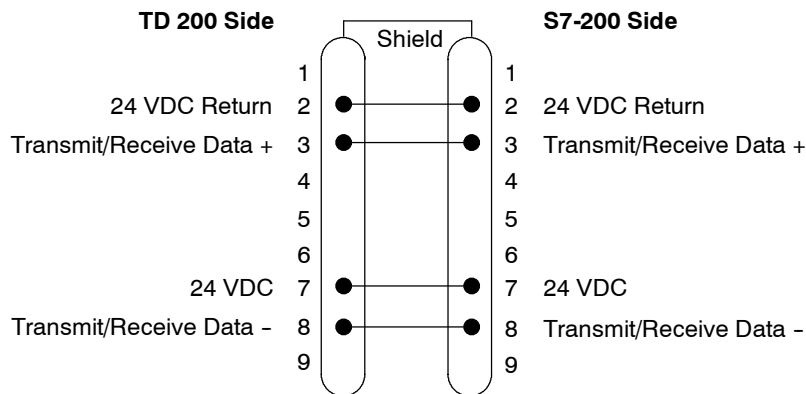 TD 200 Side S7-200 Side
Shield
1 1
24 VDC Return 2 2 24 VDC Return
Transmit/Receive Data + 3 3 Transmit/Receive Data +
4 4
5 5
6 6
24 VDC 7 7 24 VDC
Transmit/Receive Data - 8 8 Transmit/Receive Data -
9 9